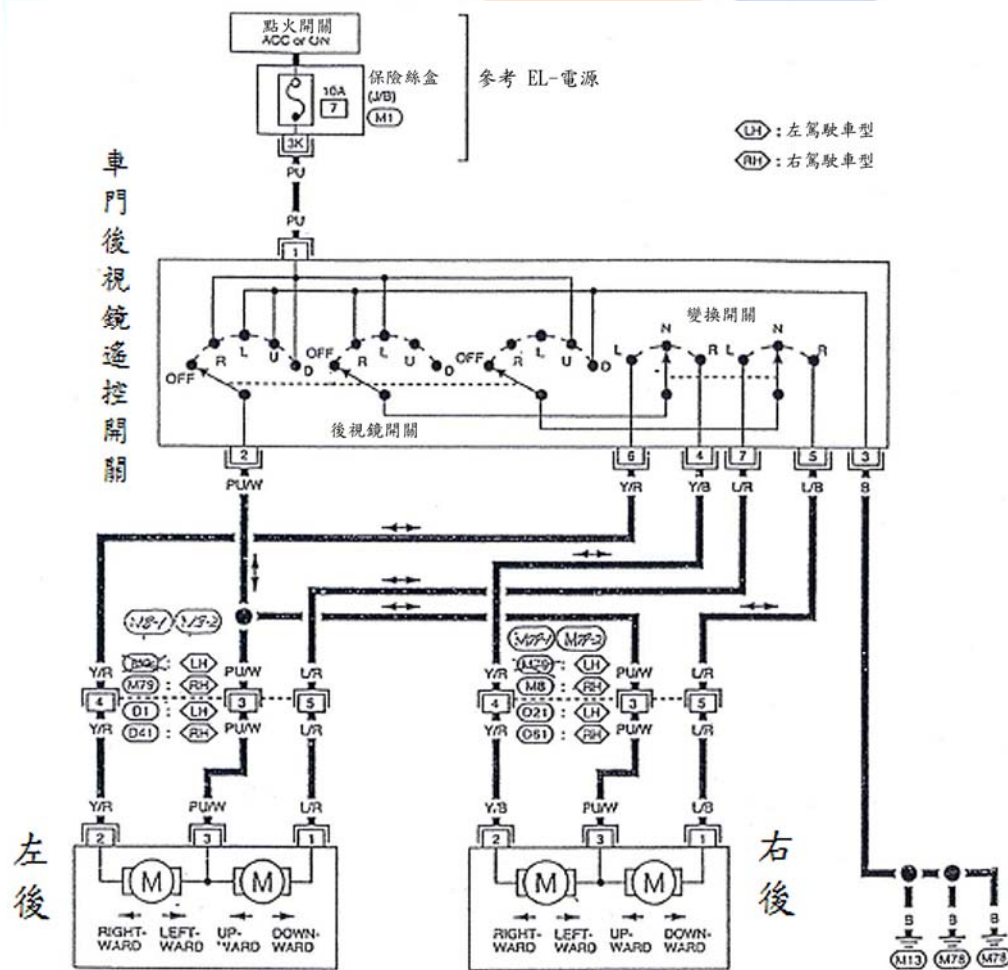 點火開關
ACC or ON
保險絲盒
(J/B)
M1
10A
7
3K
參考 EL-電源
LH : 左駕駛車型
RH : 右駕駛車型
PU
PU
1
車門後視鏡遙控開關
OFF R L U D
OFF R L U D
OFF R L U D
變換開關
L N R L N R
後視鏡開關
2 6 4 7 5 3
PU/W Y/R Y/B L/R L/B B
M79 : RH
D1 : LH
D41 : RH
M8 : RH
D21 : LH
D61 : RH
Y/R PU/W L/R
4 3 5
Y/R PU/W L/R
Y/R PU/W L/R
2 3 1
Y/R PU/W L/B
4 3 5
Y/R PU/W L/R
Y/B PU/W L/B
2 3 1
左後
M M
RIGHT-WARD LEFT-WARD UP-WARD DOWN-WARD
右後
M M
RIGHT-WARD LEFT-WARD UP-WARD DOWN-WARD
B B B
M13 M78